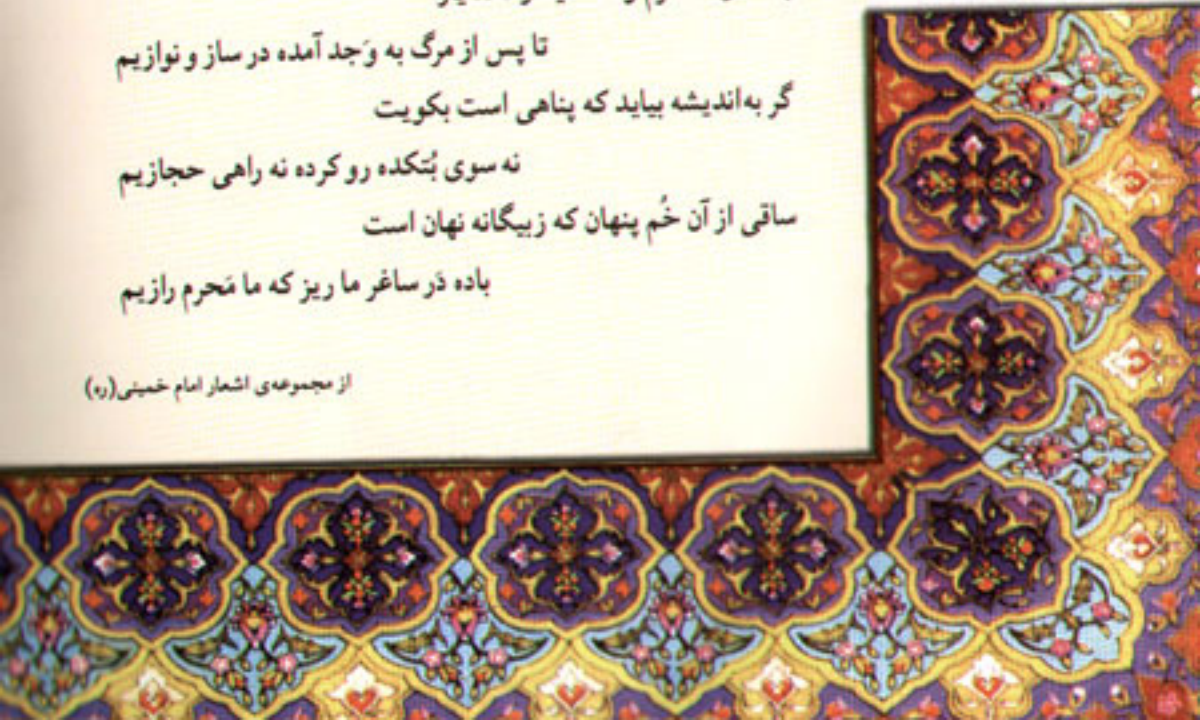 تا پس از مرگ به وَجد آمده در ساز و نوازیم
گر به‌اندیشه بیاید که پناهی است بکویت
نه سوی بُتکده رو کرده نه راهی حجازیم
ساقی از آن خُم پنهان که زبیگانه نهان است
باده دَر ساغر ما ریز که ما مَحرم رازیم
از مجموعه‌ی اشعار امام خمینی(ره)